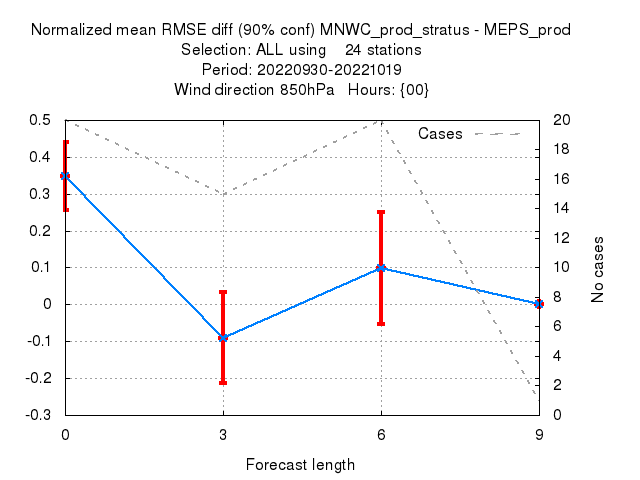 Normalized mean RMSE diff (90% conf) MNWC_prod_stratus - MEPS_prod
Selection: ALL using    24 stations
Period: 20220930-20221019
Wind direction 850hPa   Hours: {00}
Cases
0.5
0.4
0.3
0.2
0.1
0
-0.1
-0.2
-0.3
20
18
16
14
12
10
8
6
4
2
0
No cases
0 3 6 9
Forecast length